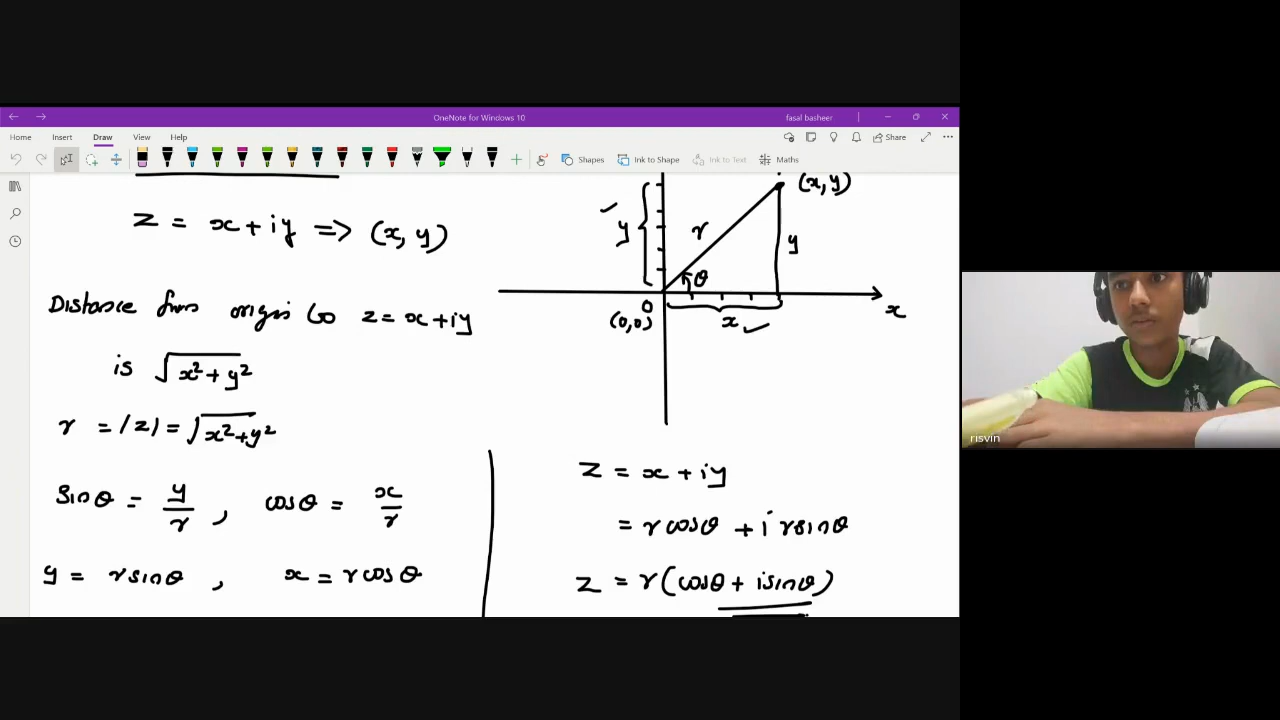 OneNote for Windows 10
fasal basheer
Home Insert Draw View Help
Share
Shapes
Ink to Shape
Ink to Text
Maths
z = x + iy => (x, y)
Distance from origin to z = x + iy
is √x² + y²
r = |z| = √x² + y²
sinθ = y/r , cosθ = x/r
y = r sinθ , x = r cosθ
(x, y)
y
r
y
θ
0
(0,0)
x
x
z = x + iy
= r cosθ + i r sinθ
z = r (cosθ + i sinθ)
risvin